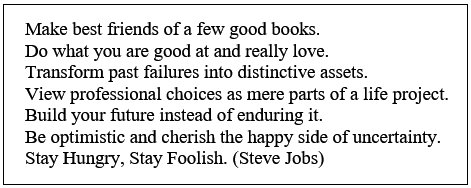 Make best friends of a few good books.
Do what you are good at and really love.
Transform past failures into distinctive assets.
View professional choices as mere parts of a life project.
Build your future instead of enduring it.
Be optimistic and cherish the happy side of uncertainty.
Stay Hungry, Stay Foolish. (Steve Jobs)